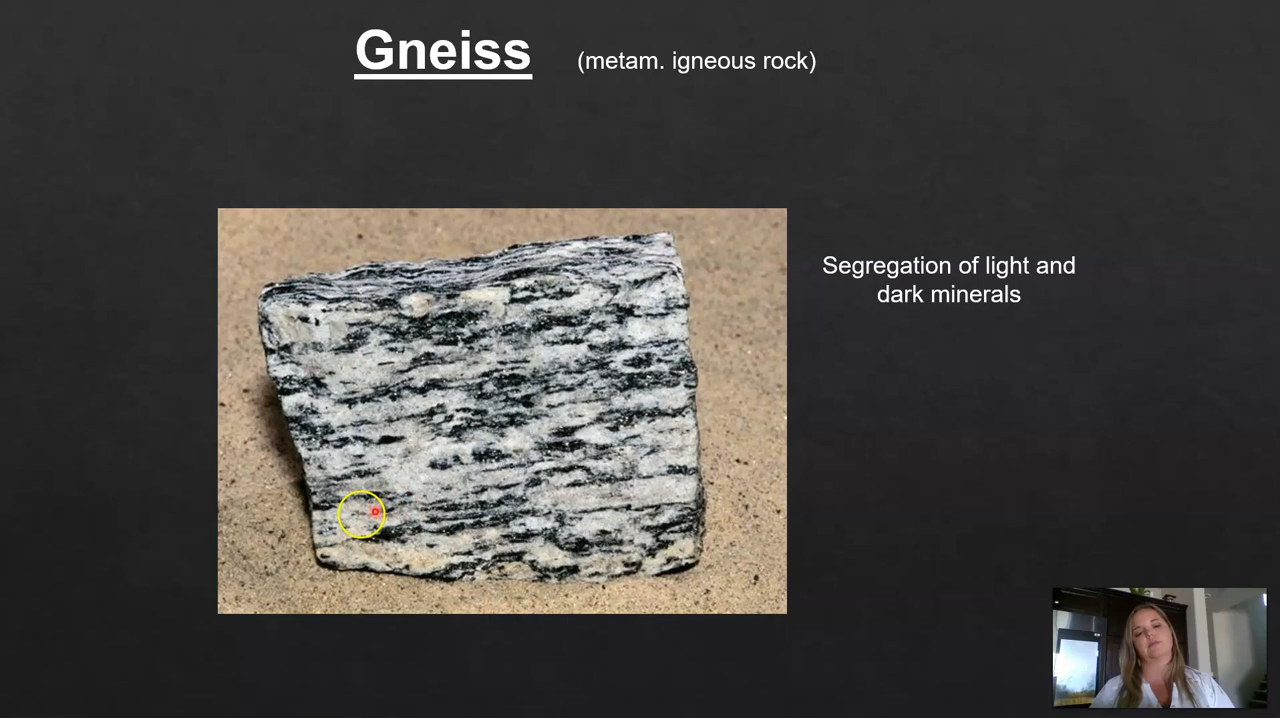 Gneiss (metam. igneous rock)
Segregation of light and
dark minerals